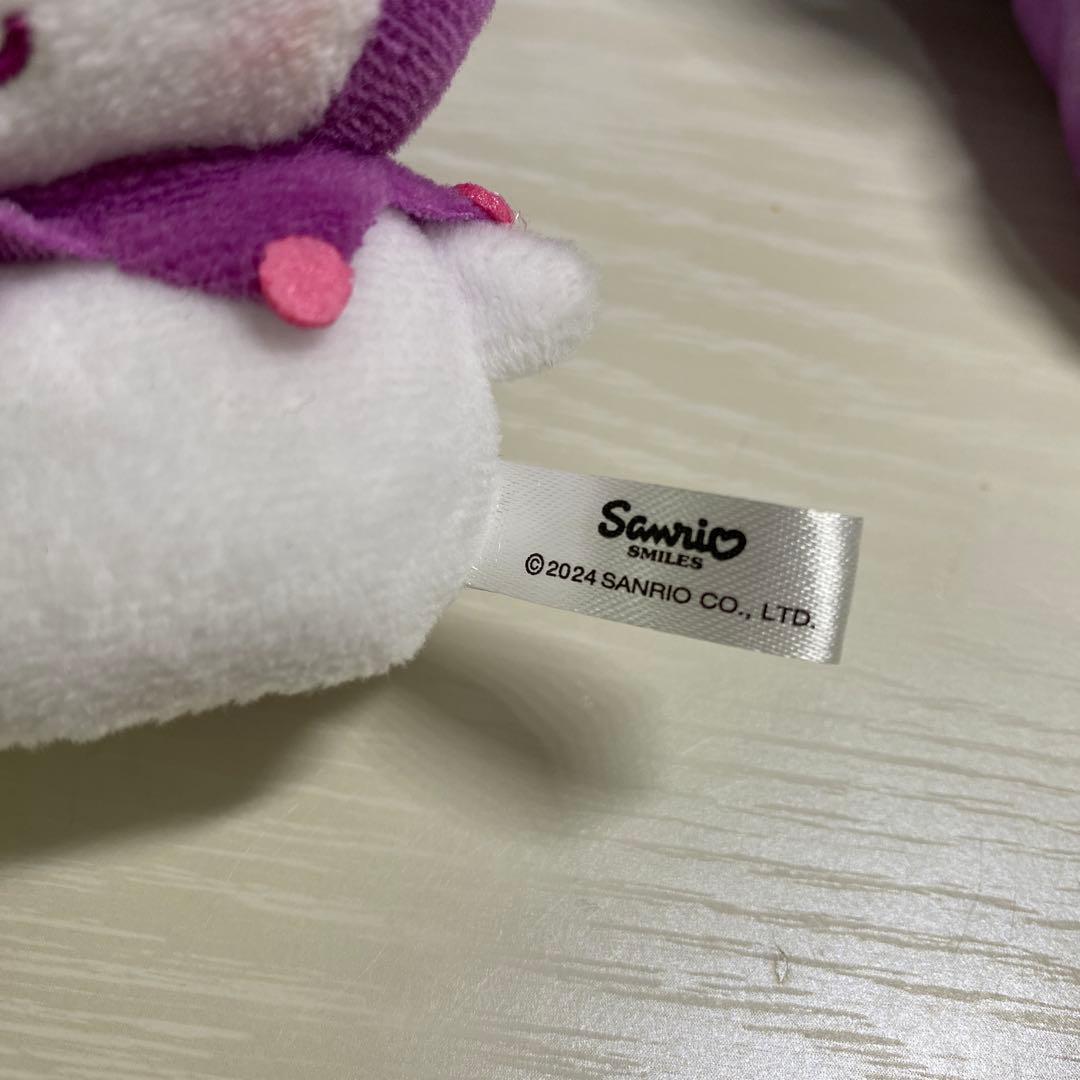 Sanrio
SMILES
©2024 SANRIO CO., LTD.